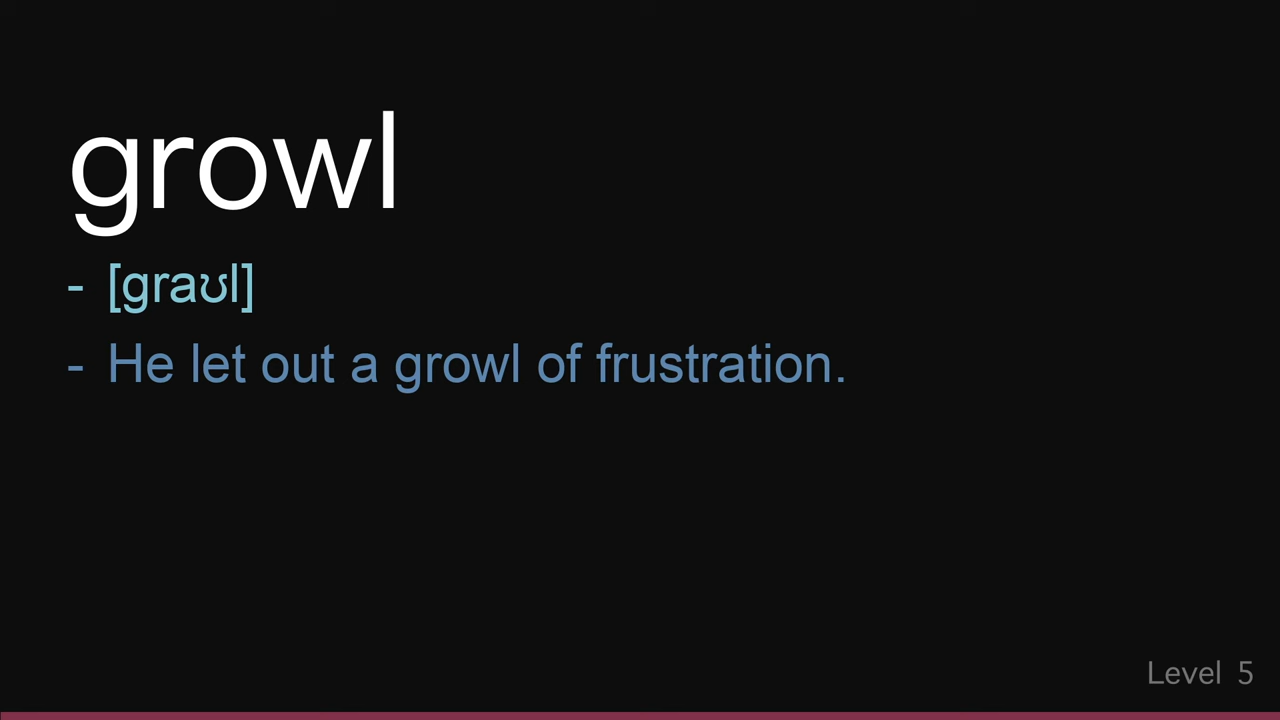 growl
- [graʊl]
- He let out a growl of frustration.
Level 5